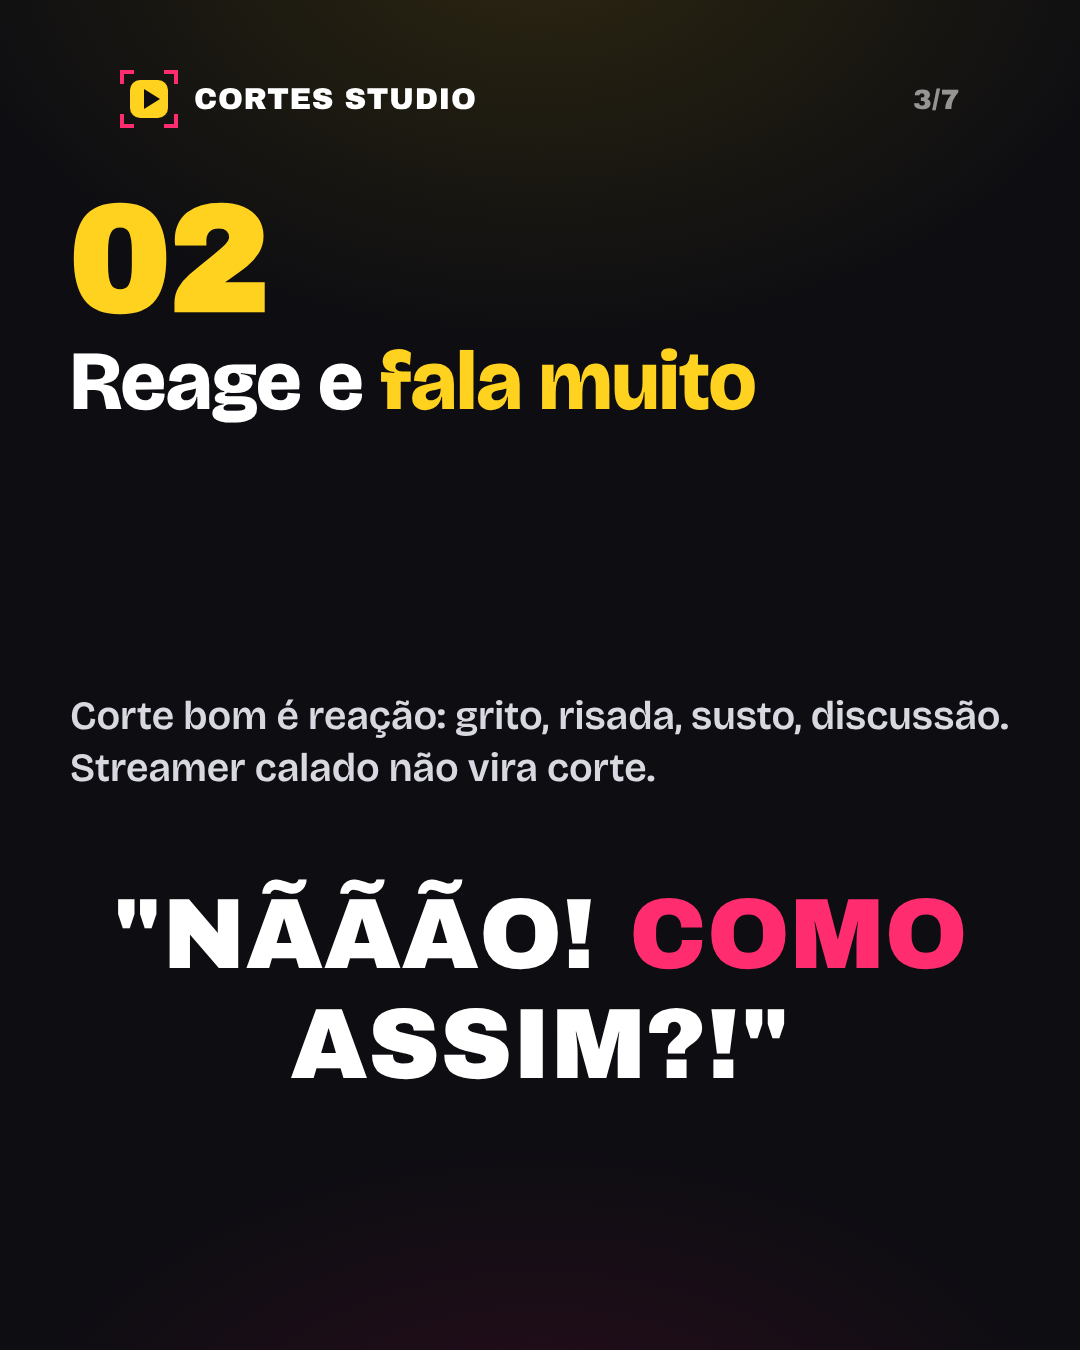 CORTES STUDIO
3/7
02
Reage e fala muito
Corte bom é reação: grito, risada, susto, discussão.
Streamer calado não vira corte.
"NÃÃÃO! COMO
ASSIM?!"